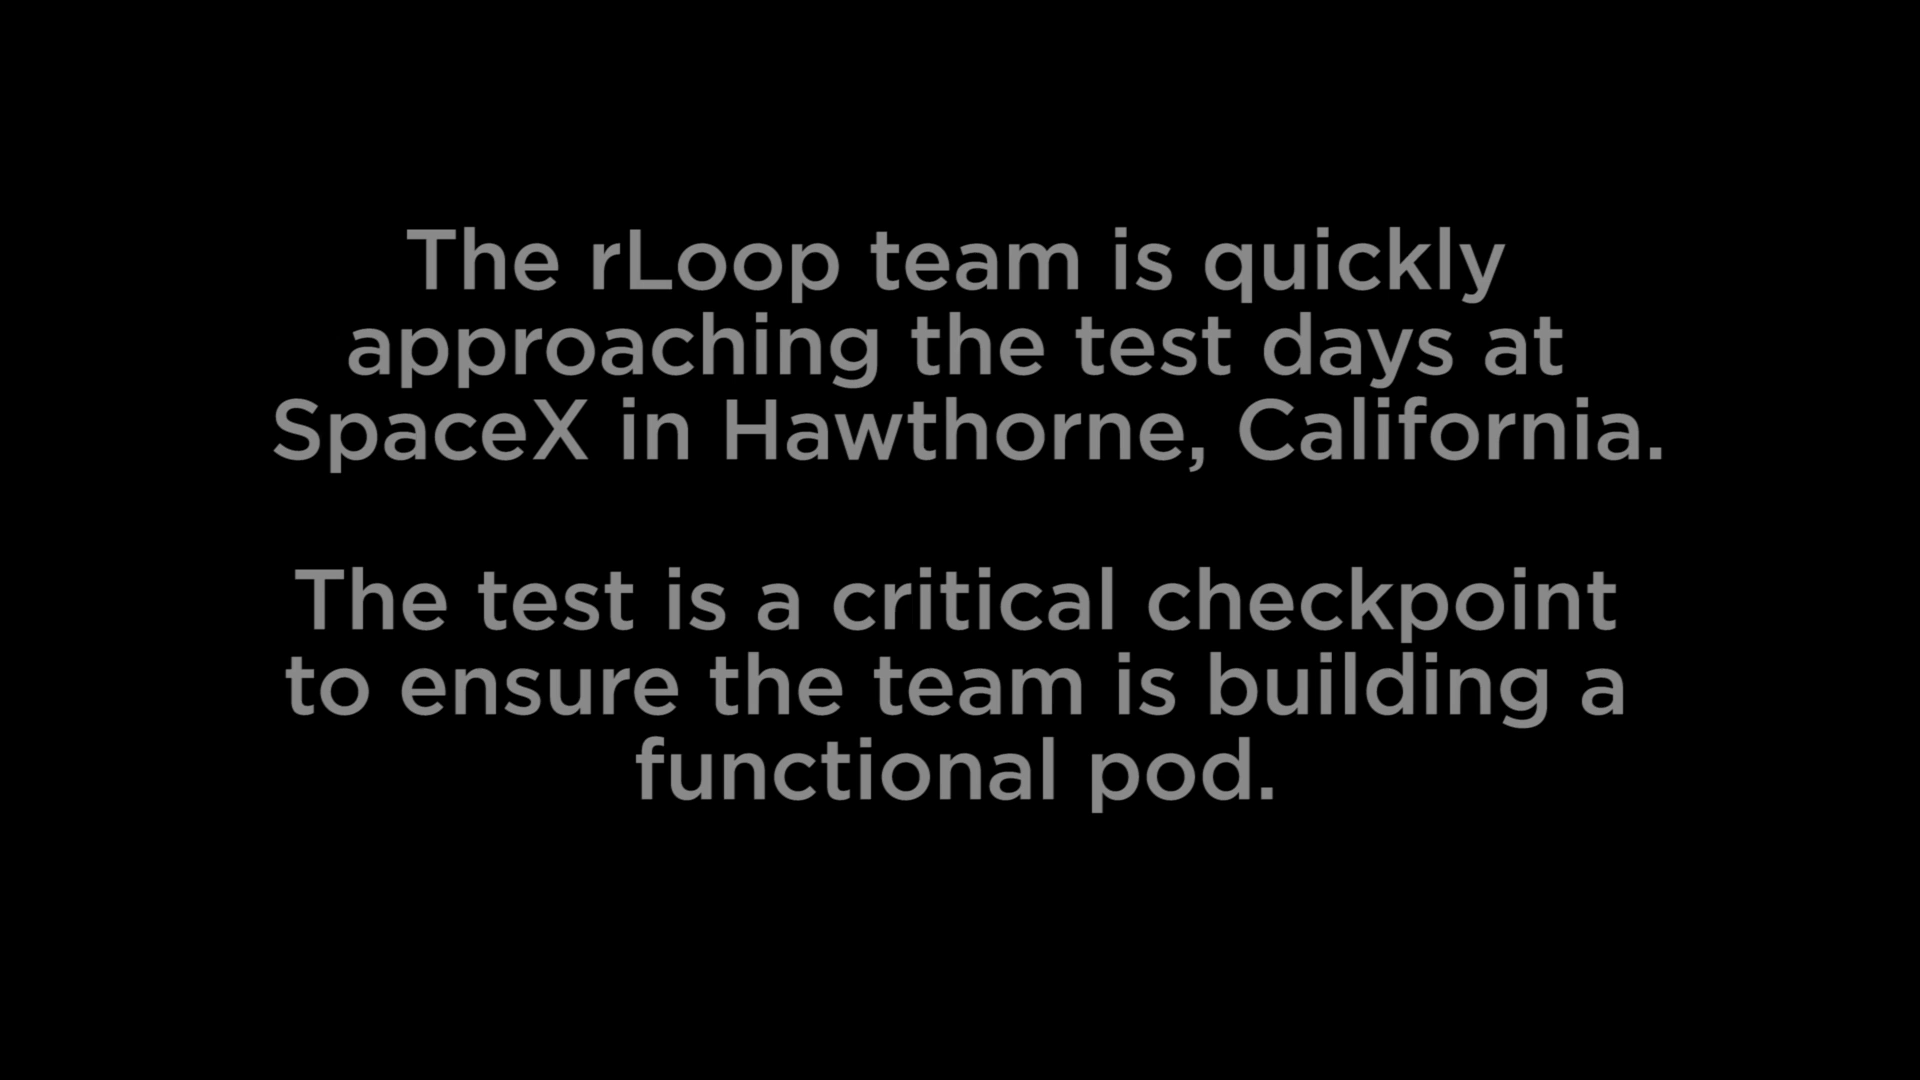 The rLoop team is quickly
approaching the test days at
SpaceX in Hawthorne, California.
The test is a critical checkpoint
to ensure the team is building a
functional pod.